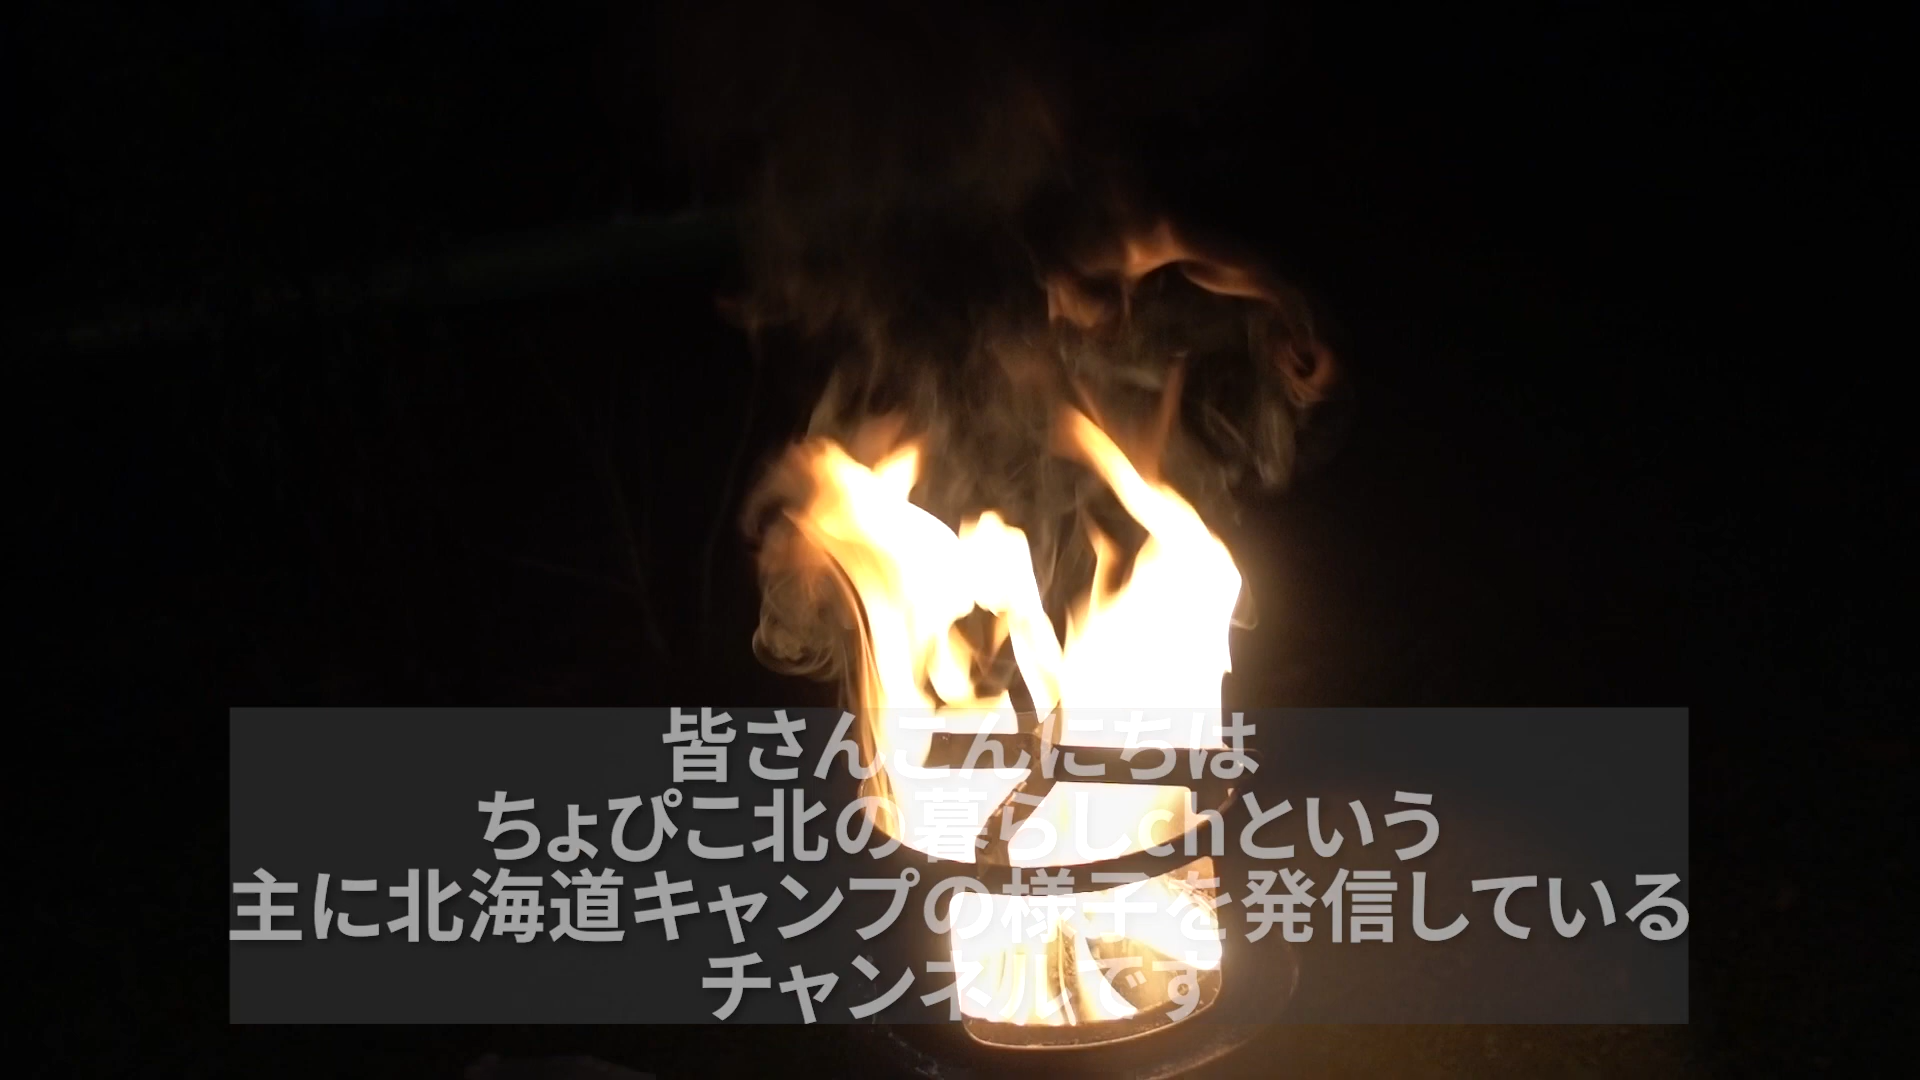 皆さんこんにちは
ちょぴこ北の暮らしchという
主に北海道キャンプの様子を発信している
チャンネルです